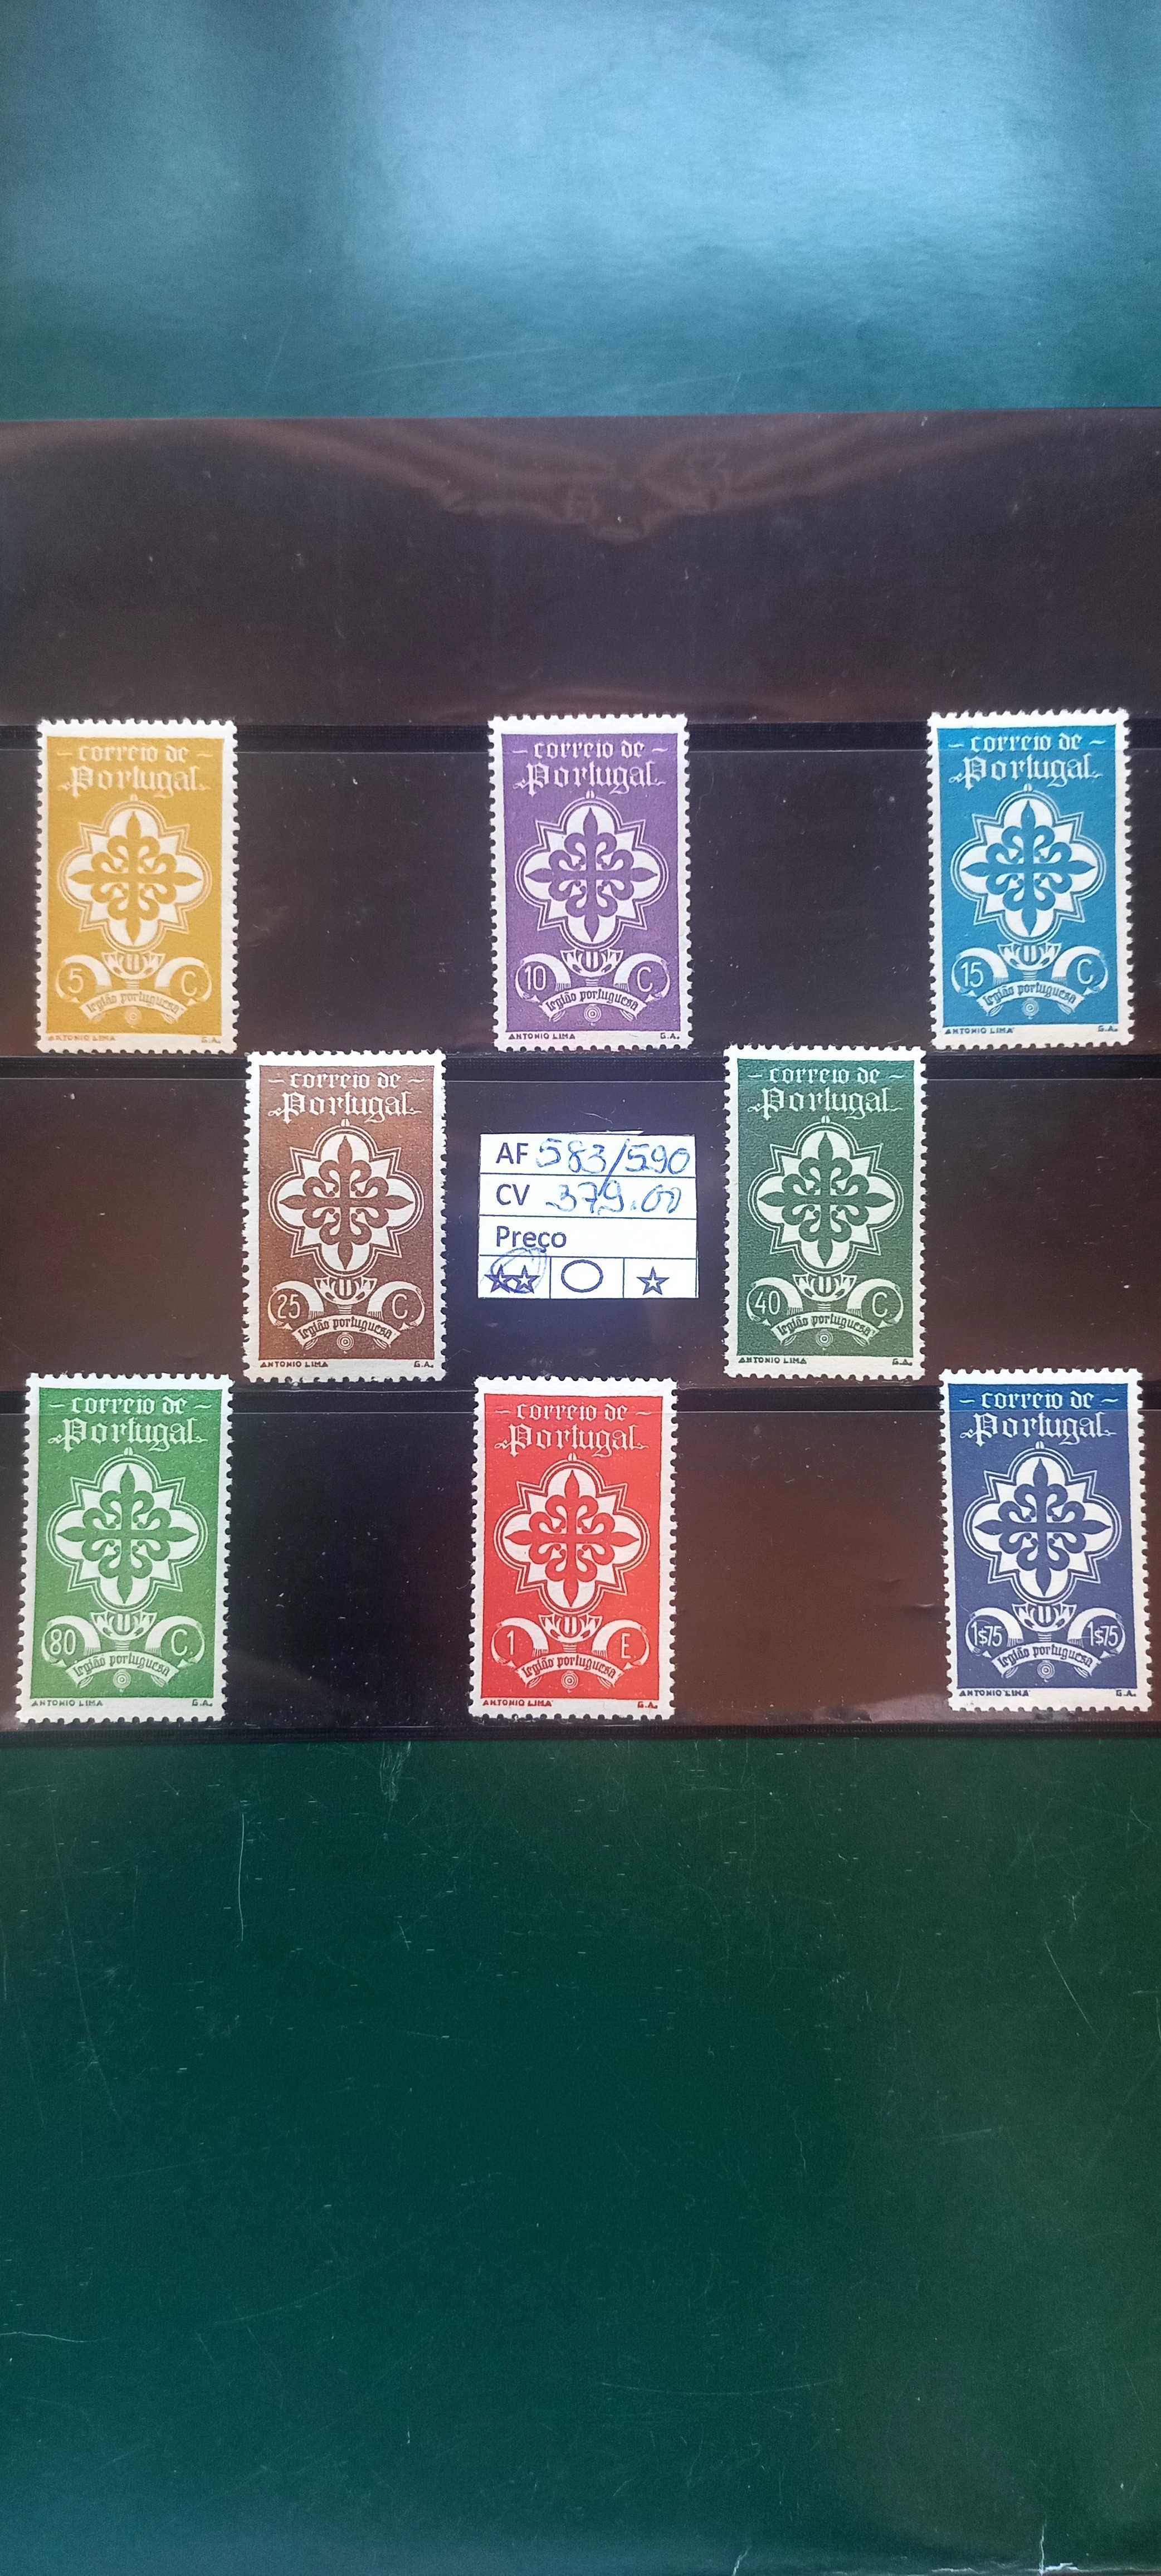 correio de
Portugal
5 C.
legião portuguesa
ANTONIO LIMA G.A.
correio de
Portugal
10 C.
legião portuguesa
ANTONIO LIMA G.A.
correio de
Portugal
15 C.
legião portuguesa
ANTONIO LIMA G.A.
correio de
Portugal
25 C.
legião portuguesa
ANTONIO LIMA G.A.
AF 583/590
CV 379.00
Preço
correio de
Portugal
40 C.
legião portuguesa
ANTONIO LIMA G.A.
correio de
Portugal
80 C.
legião portuguesa
ANTONIO LIMA G.A.
correio de
Portugal
1 E.
legião portuguesa
ANTONIO LIMA G.A.
correio de
Portugal
1$75 1$75
legião portuguesa
ANTONIO LIMA G.A.